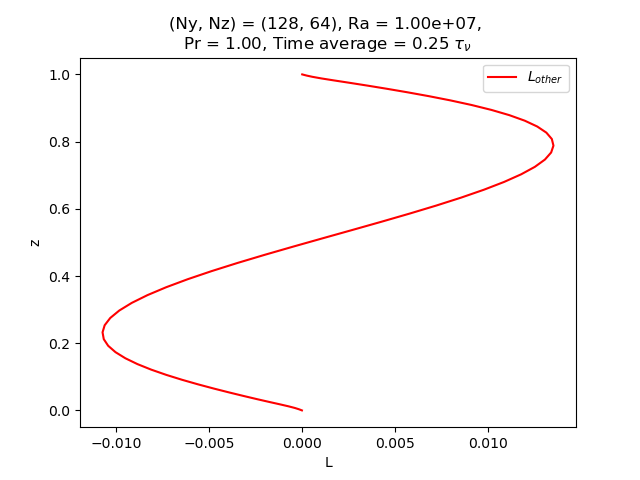 (Ny, Nz) = (128, 64), Ra = 1.00e+07,
Pr = 1.00, Time average = 0.25 τ_ν
L_other
1.0
0.8
0.6
0.4
0.2
0.0
z
−0.010
−0.005
0.000
0.005
0.010
L